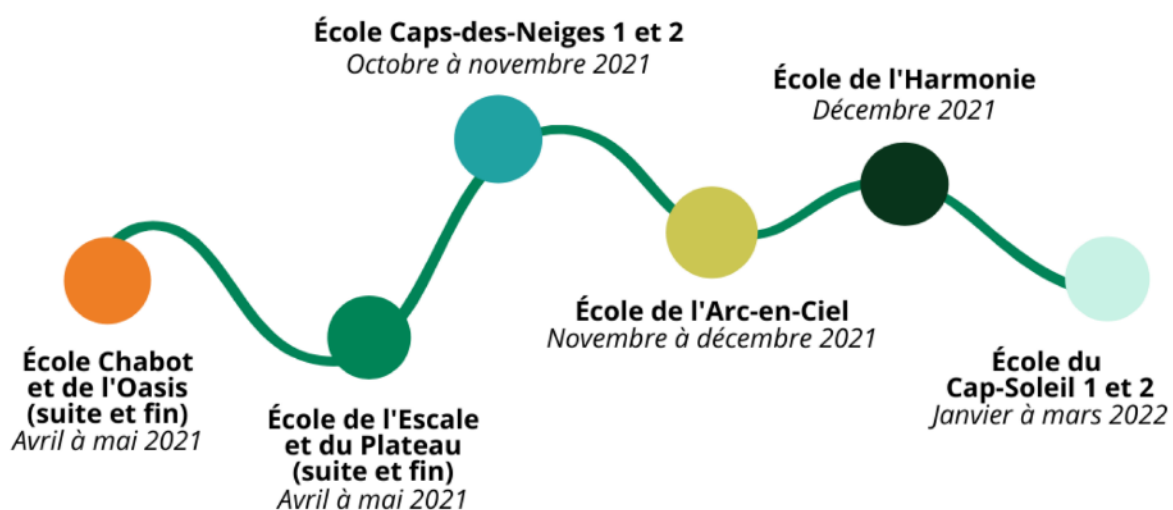 École Chabot
et de l'Oasis
(suite et fin)
Avril à mai 2021
École de l'Escale
et du Plateau
(suite et fin)
Avril à mai 2021
École Caps-des-Neiges 1 et 2
Octobre à novembre 2021
École de l'Arc-en-Ciel
Novembre à décembre 2021
École de l'Harmonie
Décembre 2021
École du
Cap-Soleil 1 et 2
Janvier à mars 2022